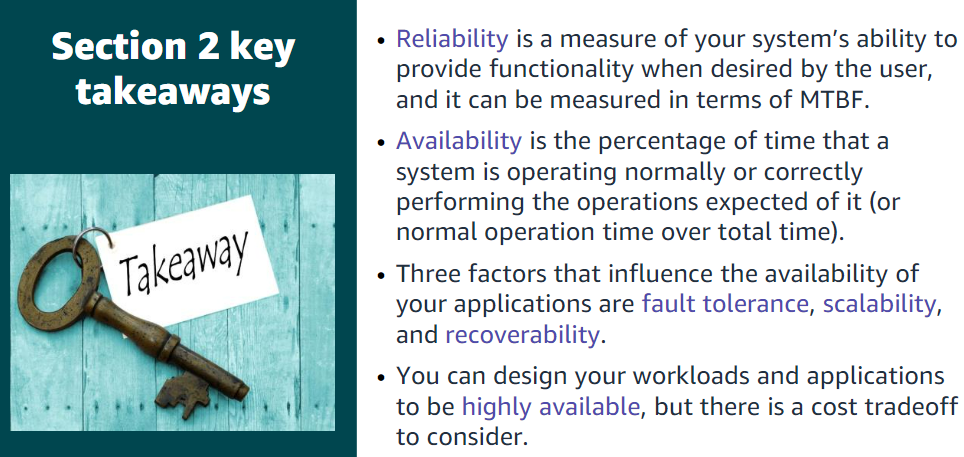 Section 2 key
takeaways
Takeaway
• Reliability is a measure of your system’s ability to
provide functionality when desired by the user,
and it can be measured in terms of MTBF.
• Availability is the percentage of time that a
system is operating normally or correctly
performing the operations expected of it (or
normal operation time over total time).
• Three factors that influence the availability of
your applications are fault tolerance, scalability,
and recoverability.
• You can design your workloads and applications
to be highly available, but there is a cost tradeoff
to consider.